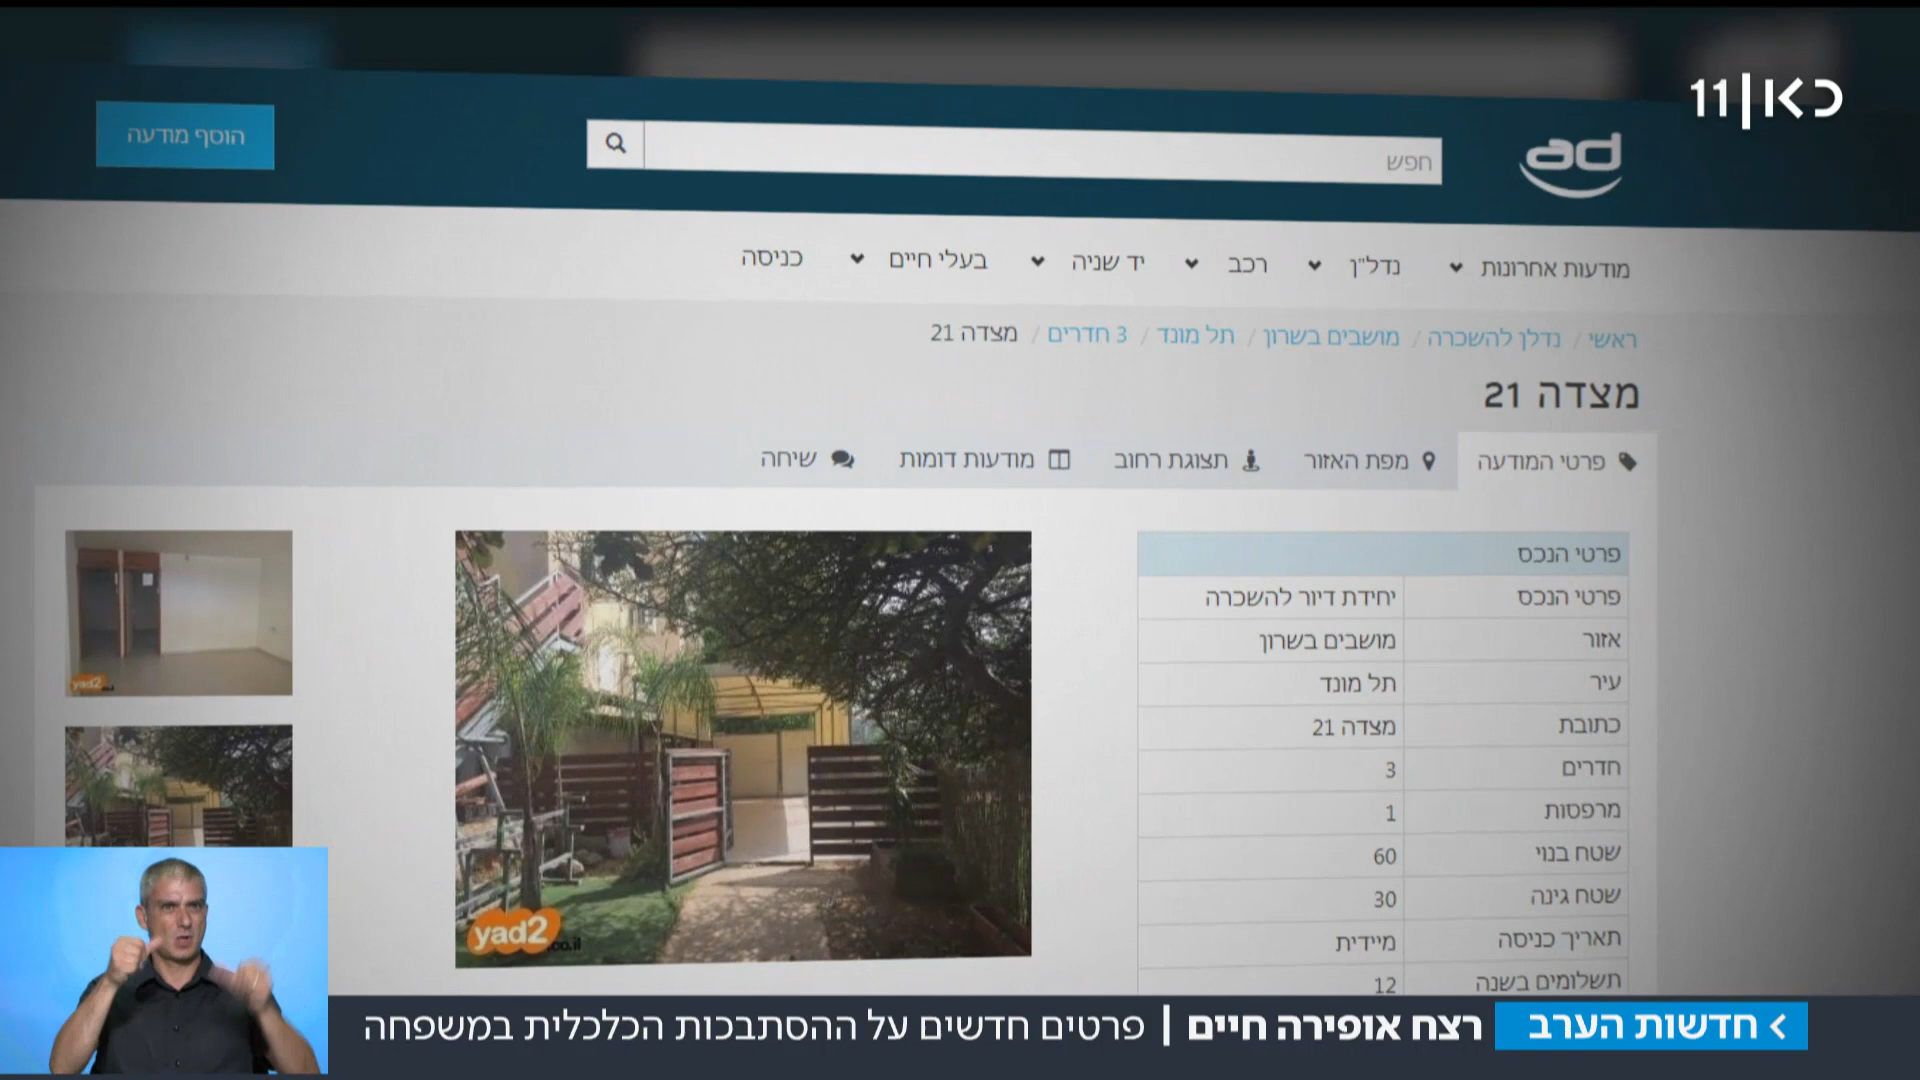 כאן|11
ad
חפש
הוסף מודעה
מודעות אחרונות
נדל"ן
רכב
יד שניה
בעלי חיים
כניסה
ראשי / נדלן להשכרה / מושבים בשרון / תל מונד / 3 חדרים / מצדה 21
מצדה 21
פרטי המודעה
מפת האזור
תצוגת רחוב
מודעות דומות
שיחה
פרטי הנכס
פרטי הנכס יחידת דיור להשכרה
אזור מושבים בשרון
עיר תל מונד
כתובת מצדה 21
חדרים 3
מרפסות 1
שטח בנוי 60
שטח גינה 30
תאריך כניסה מיידית
תשלומים בשנה 12
yad2.co.il
yad2
חדשות הערב
רצח אופירה חיים | פרטים חדשים על ההסתבכות הכלכלית במשפחה